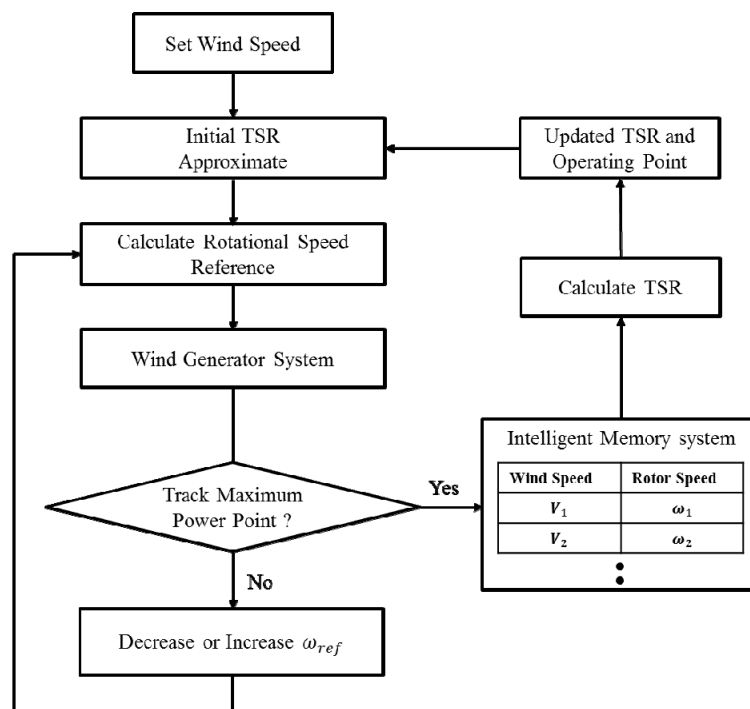 Set Wind Speed
Initial TSR
Approximate
Updated TSR and
Operating Point
Calculate Rotational Speed
Reference
Calculate TSR
Wind Generator System
Intelligent Memory system
Wind Speed Rotor Speed
V₁ ω₁
V₂ ω₂
Track Maximum
Power Point ?
Yes
No
Decrease or Increase ω_ref